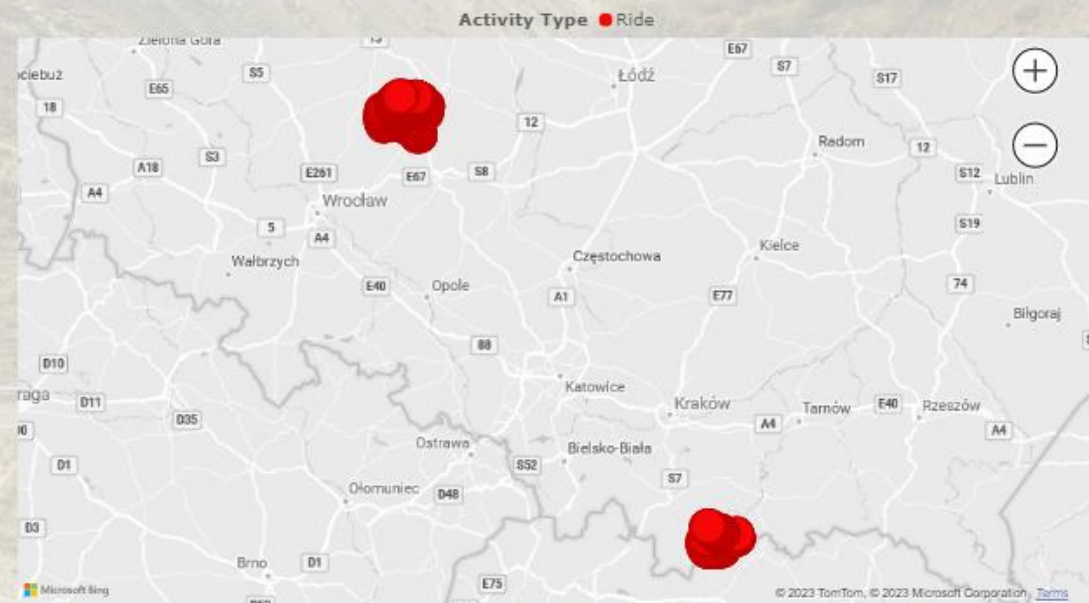 Activity Type Ride
Zielona Góra
15
E67
S7
ciebuż
S5
Łódź
S17
E65
18
12
Radom
12
S3
A18
E261
E67
S8
S12
Lublin
A4
Wrocław
S19
5
A4
Kielce
Wałbrzych
Częstochowa
E40
Opole
74
A1
E77
Biłgoraj
88
D10
Katowice
raga
D11
Kraków
E40
Rzeszów
Tarnów
D35
A4
A4
Ostrawa
Bielsko-Biała
D1
S52
S7
Ołomuniec
D48
D3
Brno
D1
E75
Microsoft Bing
© 2023 TomTom, © 2023 Microsoft Corporation Terms